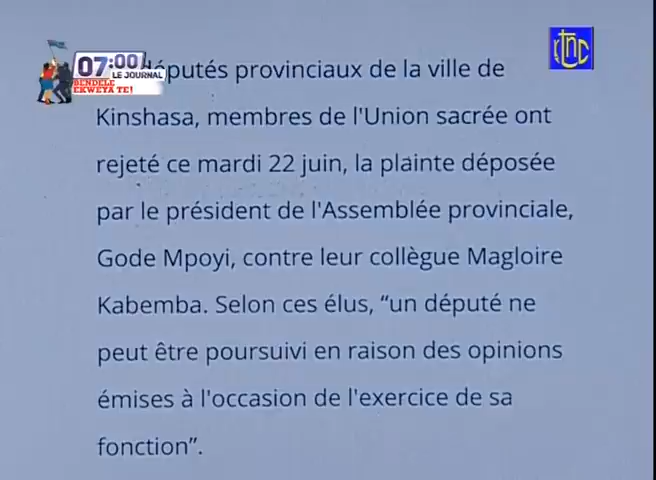 rtnc
07:00
LE JOURNAL
BENDELE
EKWEYA TE!
députés provinciaux de la ville de
Kinshasa, membres de l'Union sacrée ont
rejeté ce mardi 22 juin, la plainte déposée
par le président de l'Assemblée provinciale,
Gode Mpoyi, contre leur collègue Magloire
Kabemba. Selon ces élus, “un député ne
peut être poursuivi en raison des opinions
émises à l'occasion de l'exercice de sa
fonction”.